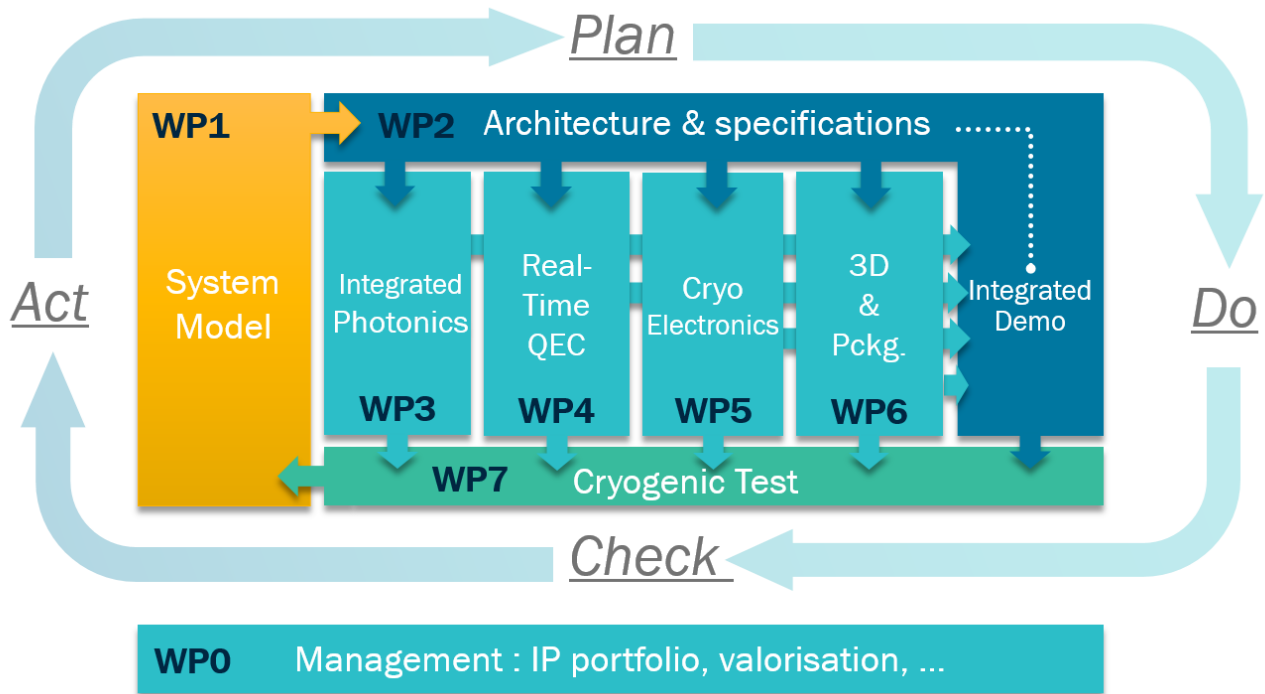 Plan
WP1
WP2 Architecture & specifications
System
Model
Integrated
Photonics
WP3
Real-
Time
QEC
WP4
Cryo
Electronics
WP5
3D
&
Pckg.
WP6
Integrated
Demo
Act
Do
WP7 Cryogenic Test
Check
WP0 Management : IP portfolio, valorisation, ...